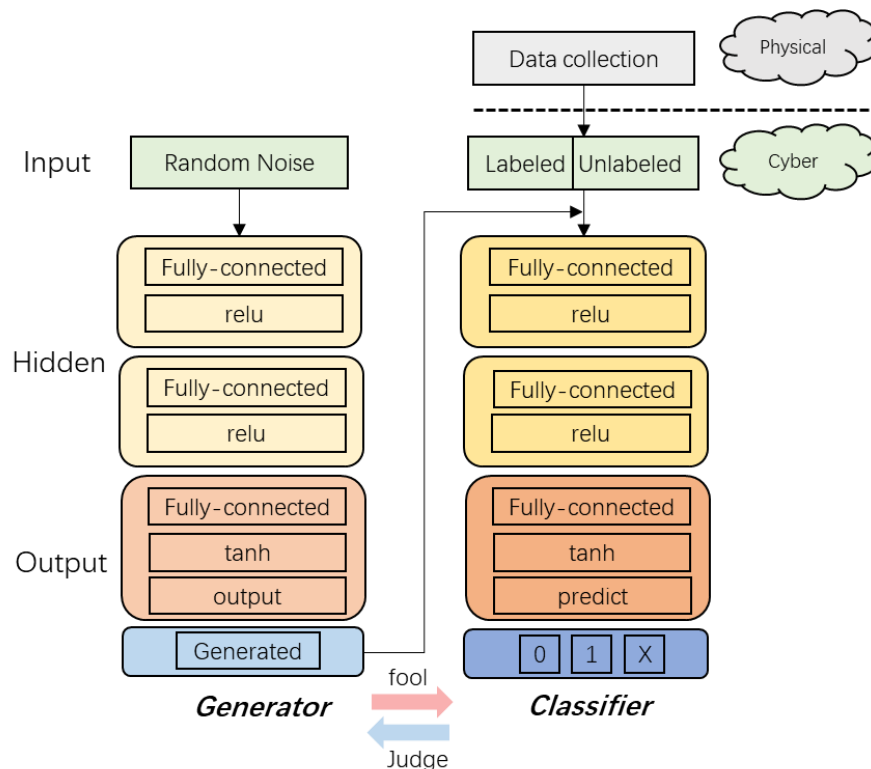 Data collection
Physical
Input
Random Noise
Labeled Unlabeled
Cyber
Fully-connected
relu
Fully-connected
relu
Hidden
Fully-connected
relu
Fully-connected
relu
Output
Fully-connected
tanh
output
Fully-connected
tanh
predict
Generated
0 1 X
Generator
fool
Judge
Classifier